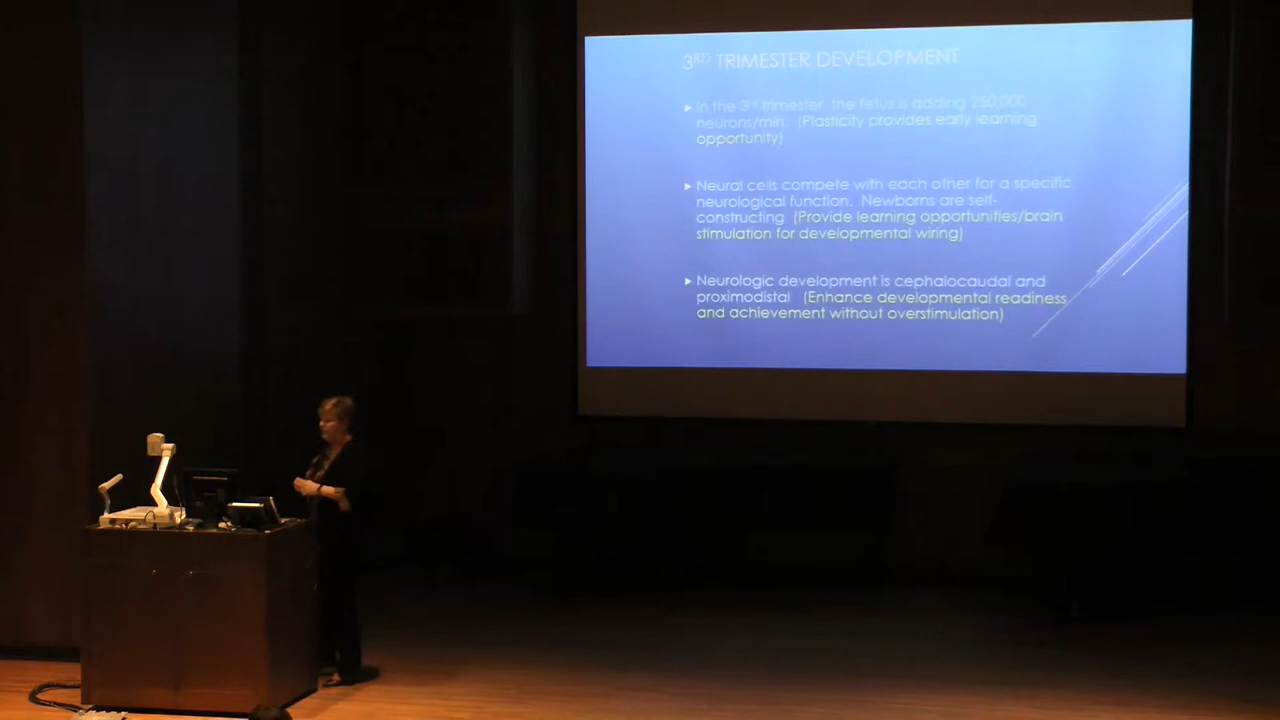 3RD TRIMESTER DEVELOPMENT
In the 3rd trimester the fetus is adding 250,000
neurons/min. (Plasticity provides early learning
opportunity)
Neural cells compete with each other for a specific
neurological function. Newborns are self-
constructing (Provide learning opportunities/brain
stimulation for developmental wiring)
Neurologic development is cephalocaudal and
proximodistal (Enhance developmental readiness
and achievement without overstimulation)